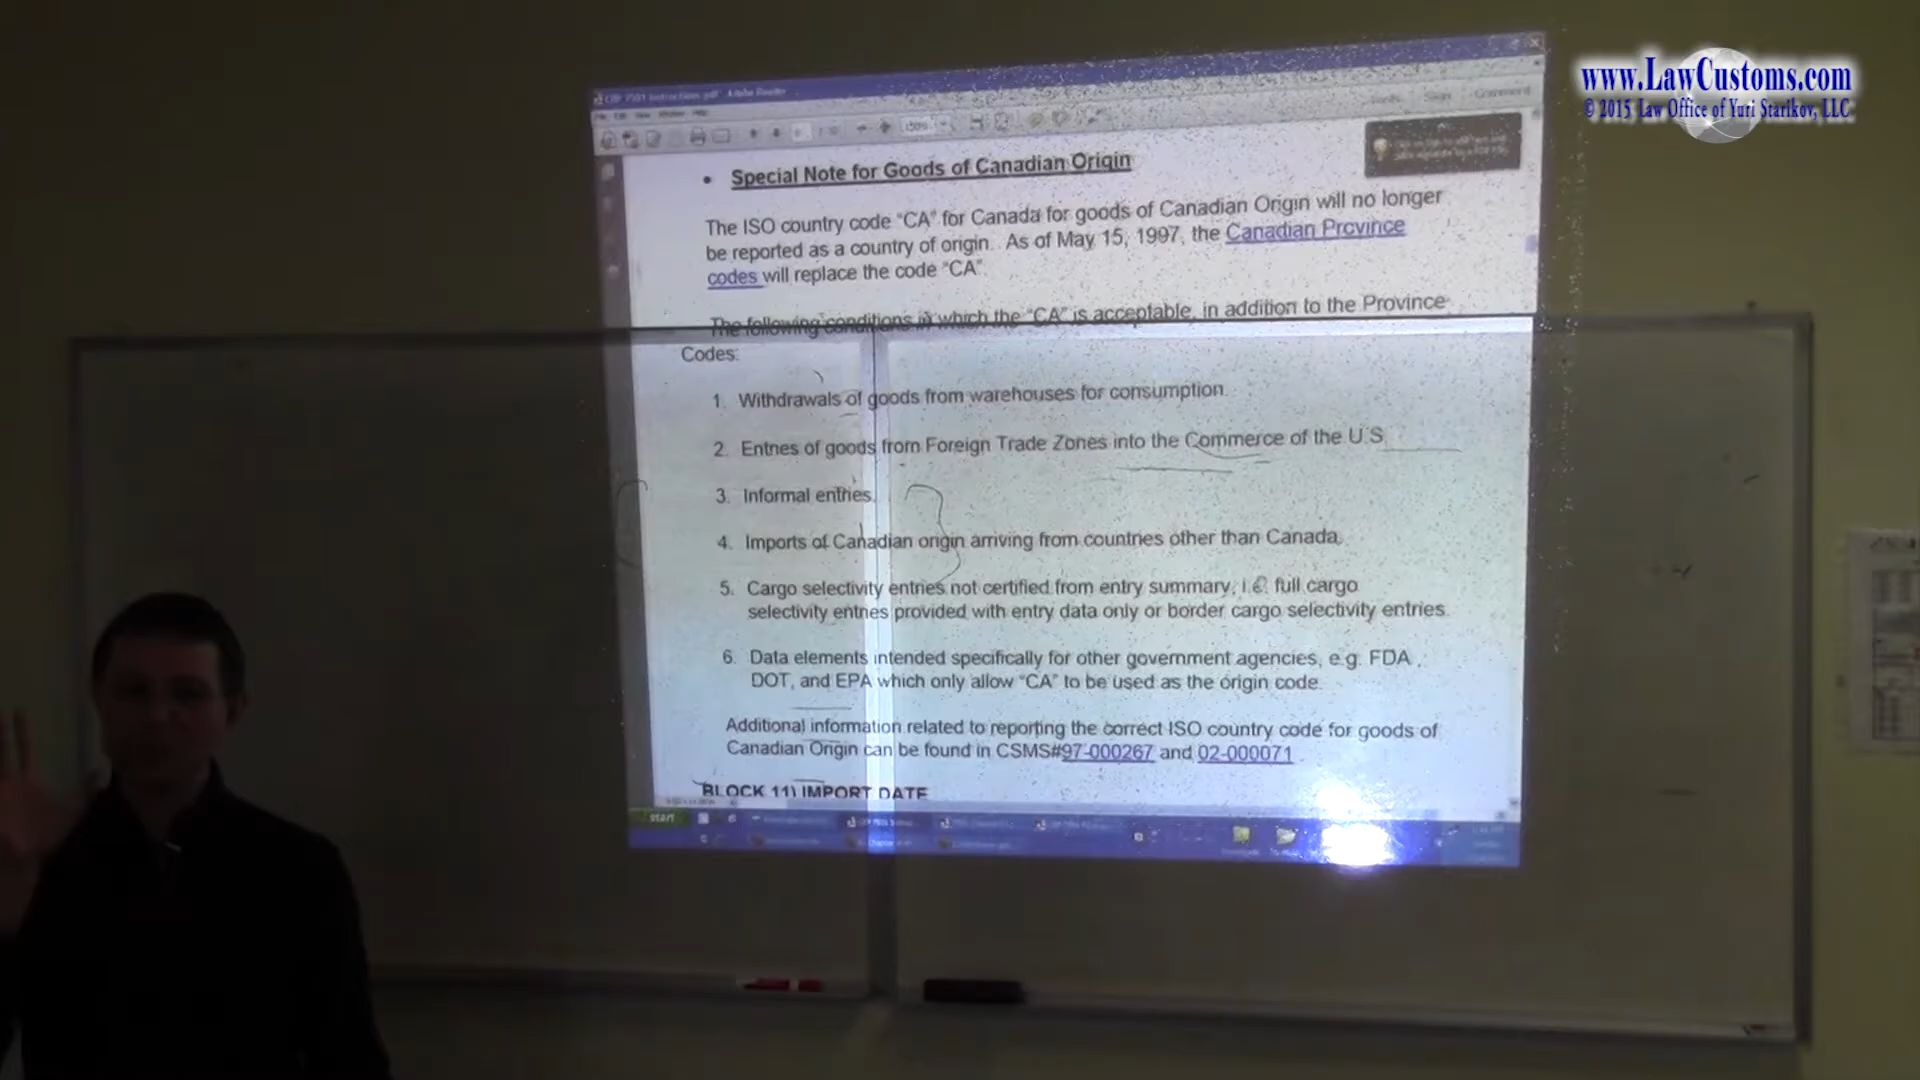 www.LawCustoms.com
© 2015 Law Office of Yuri Starikov, LLC
CBP 7501 Instructions.pdf - Adobe Reader
Sign Comment
• Special Note for Goods of Canadian Origin
The ISO country code “CA” for Canada for goods of Canadian Origin will no longer
be reported as a country of origin. As of May 15, 1997, the Canadian Province
codes will replace the code “CA”.
The following conditions in which the “CA” is acceptable, in addition to the Province
Codes:
1. Withdrawals of goods from warehouses for consumption.
2. Entries of goods from Foreign Trade Zones into the Commerce of the U.S.
3. Informal entries.
4. Imports of Canadian origin arriving from countries other than Canada.
5. Cargo selectivity entries not certified from entry summary, i.e. full cargo
selectivity entries provided with entry data only or border cargo selectivity entries.
6. Data elements intended specifically for other government agencies, e.g. FDA,
DOT, and EPA which only allow “CA” to be used as the origin code.
Additional information related to reporting the correct ISO country code for goods of
Canadian Origin can be found in CSMS#97-000267 and 02-000071.
BLOCK 11) IMPORT DATE
start